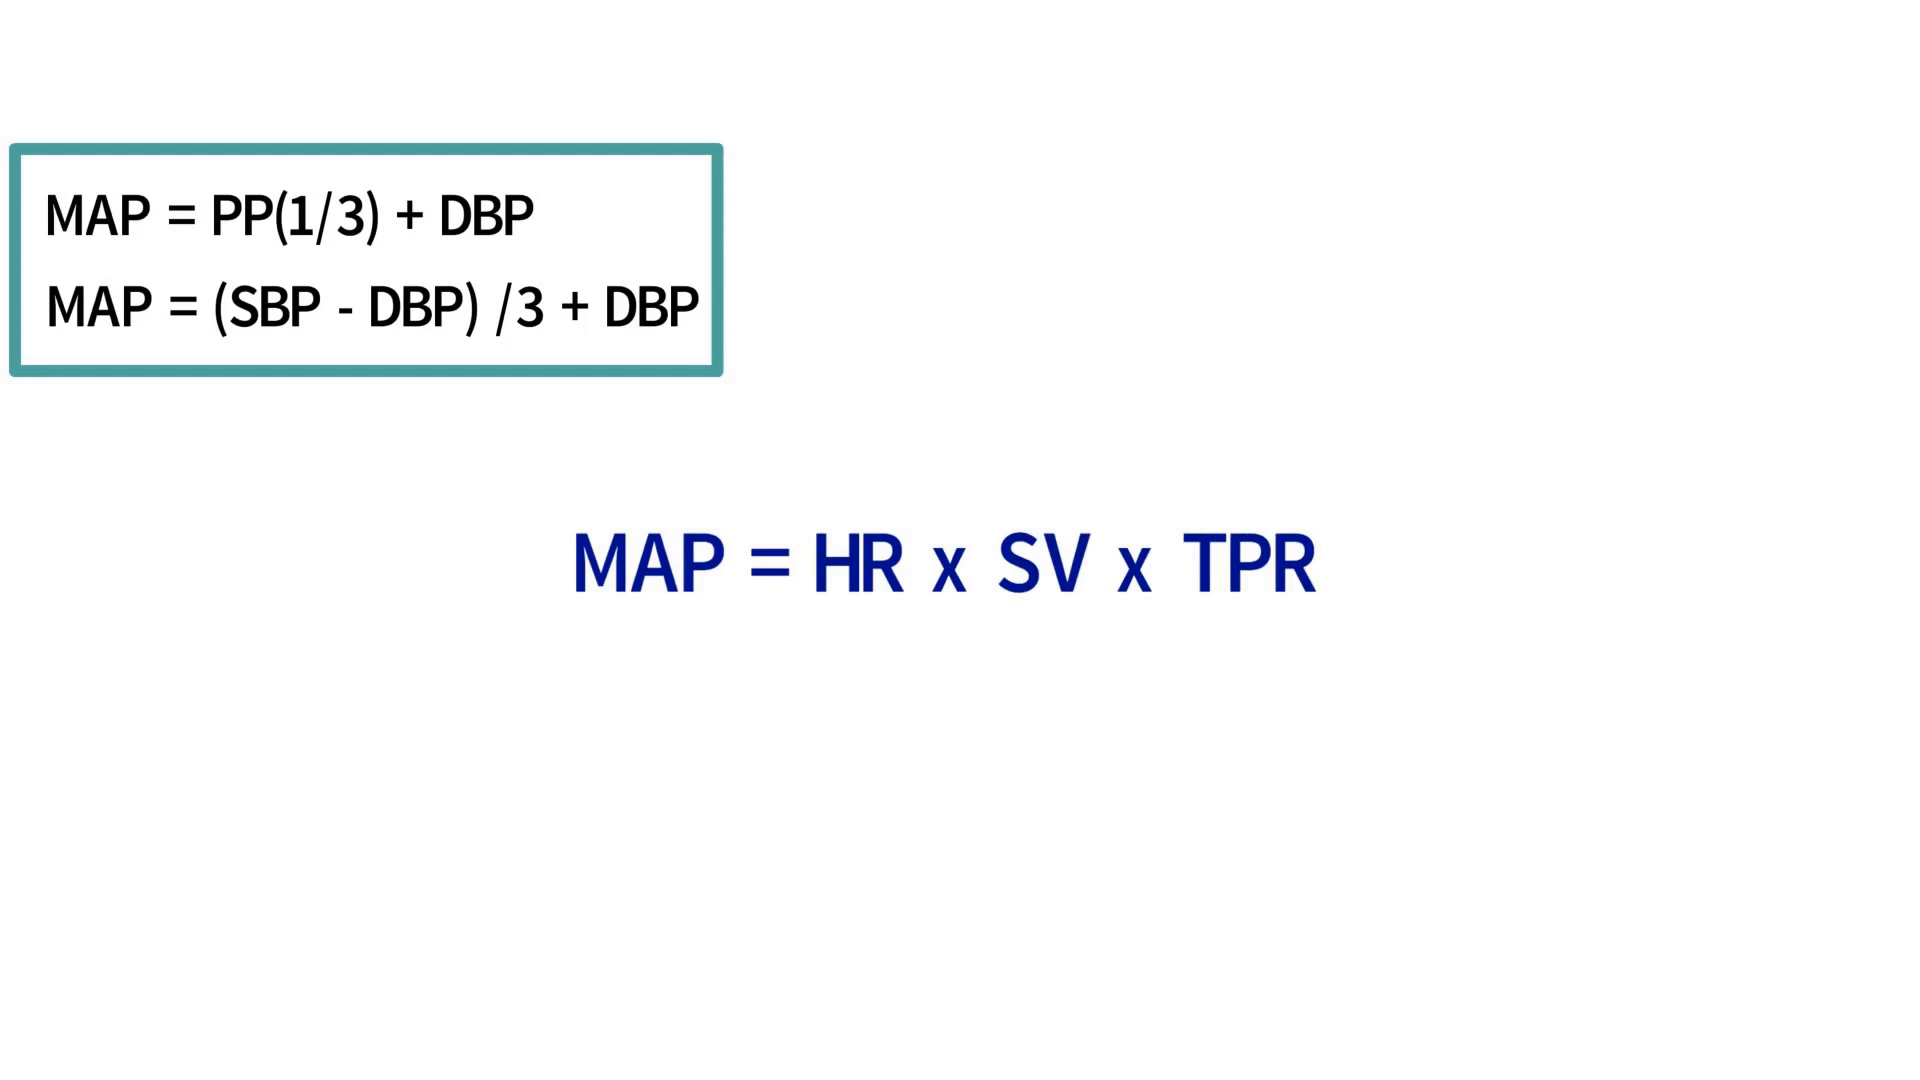 MAP = PP(1/3) + DBP
MAP = (SBP - DBP) /3 + DBP
MAP = HR x SV x TPR